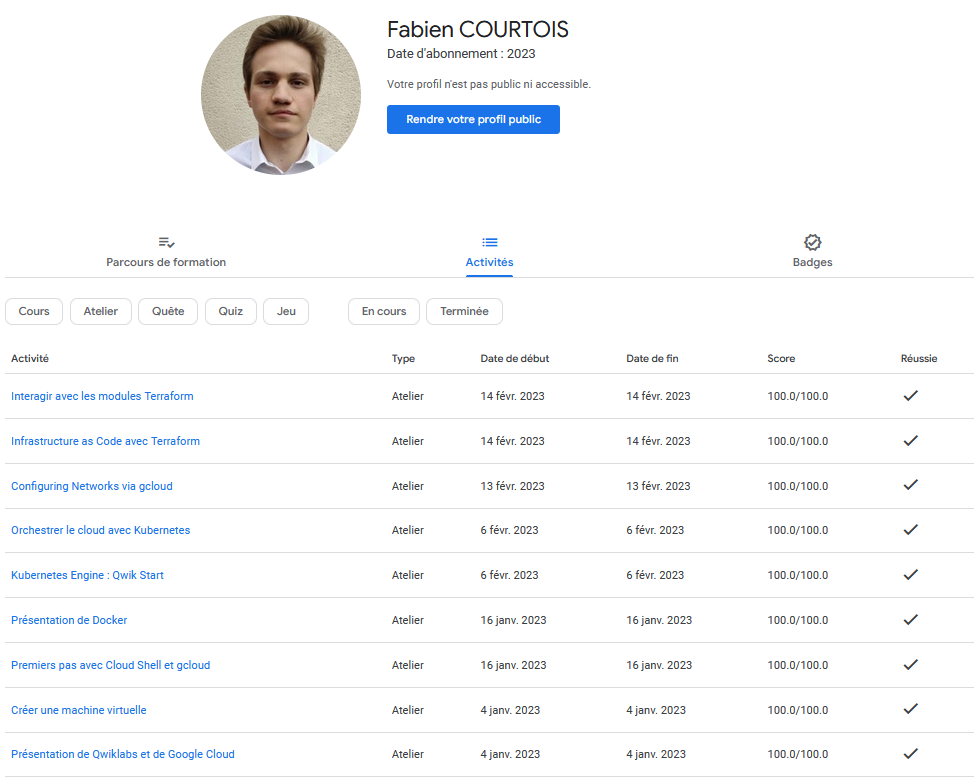 Fabien COURTOIS
Date d'abonnement : 2023
Votre profil n'est pas public ni accessible.
Rendre votre profil public
Parcours de formation Activités Badges
Cours Atelier Quête Quiz Jeu En cours Terminée
Activité Type Date de début Date de fin Score Réussie
Interagir avec les modules Terraform Atelier 14 févr. 2023 14 févr. 2023 100.0/100.0
Infrastructure as Code avec Terraform Atelier 14 févr. 2023 14 févr. 2023 100.0/100.0
Configuring Networks via gcloud Atelier 13 févr. 2023 13 févr. 2023 100.0/100.0
Orchestrer le cloud avec Kubernetes Atelier 6 févr. 2023 6 févr. 2023 100.0/100.0
Kubernetes Engine : Qwik Start Atelier 6 févr. 2023 6 févr. 2023 100.0/100.0
Présentation de Docker Atelier 16 janv. 2023 16 janv. 2023 100.0/100.0
Premiers pas avec Cloud Shell et gcloud Atelier 16 janv. 2023 16 janv. 2023 100.0/100.0
Créer une machine virtuelle Atelier 4 janv. 2023 4 janv. 2023 100.0/100.0
Présentation de Qwiklabs et de Google Cloud Atelier 4 janv. 2023 4 janv. 2023 100.0/100.0